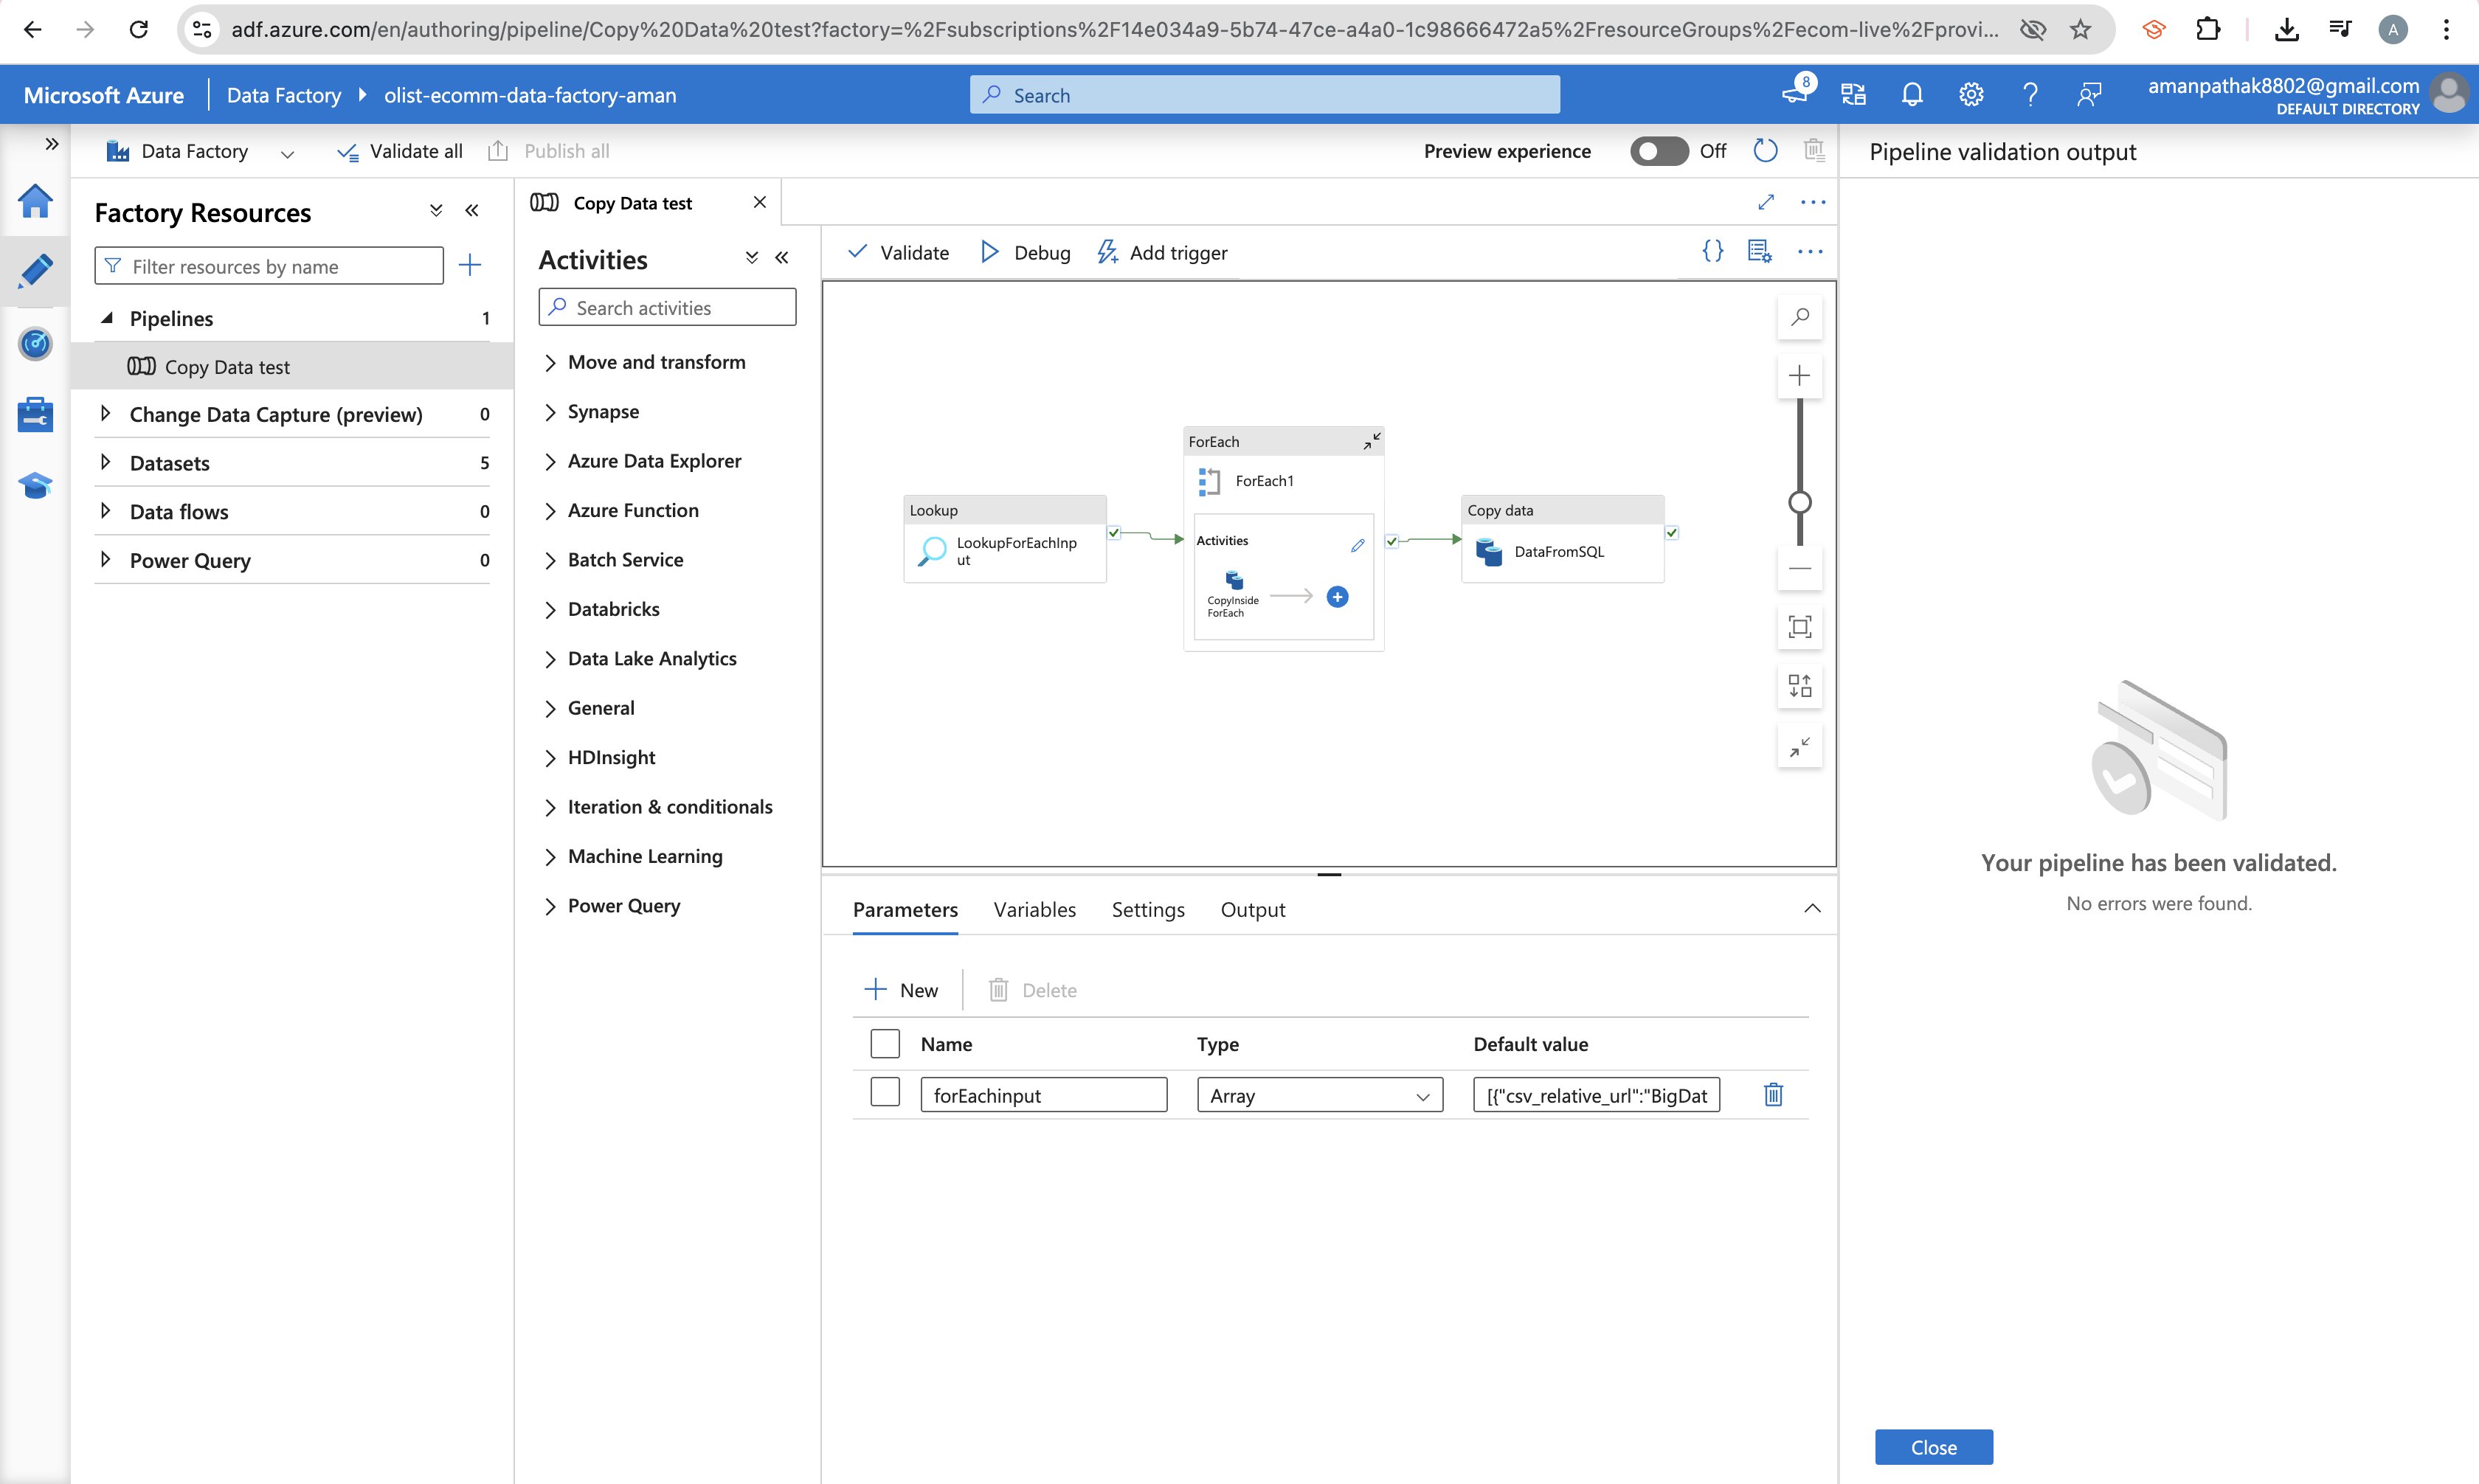 adf.azure.com/en/authoring/pipeline/Copy%20Data%20test?factory=%2Fsubscriptions%2F14e034a9-5b74-47ce-a4a0-1c98666472a5%2FresourceGroups%2Fecom-live%2Fprovi...
A
Microsoft Azure
Data Factory
olist-ecomm-data-factory-aman
Search
8
amanpathak8802@gmail.com
DEFAULT DIRECTORY
Data Factory
Validate all
Publish all
Preview experience
Off
Factory Resources
Filter resources by name
Pipelines 1
Copy Data test
Change Data Capture (preview) 0
Datasets 5
Data flows 0
Power Query 0
Copy Data test
Activities
Search activities
Move and transform
Synapse
Azure Data Explorer
Azure Function
Batch Service
Databricks
Data Lake Analytics
General
HDInsight
Iteration & conditionals
Machine Learning
Power Query
Validate
Debug
Add trigger
{}
Lookup
LookupForEachInp
ut
ForEach
ForEach1
Activities
CopyInside
ForEach
Copy data
DataFromSQL
Parameters
Variables
Settings
Output
New
Delete
Name Type Default value
forEachinput Array [{"csv_relative_url":"BigDat
Pipeline validation output
Your pipeline has been validated.
No errors were found.
Close